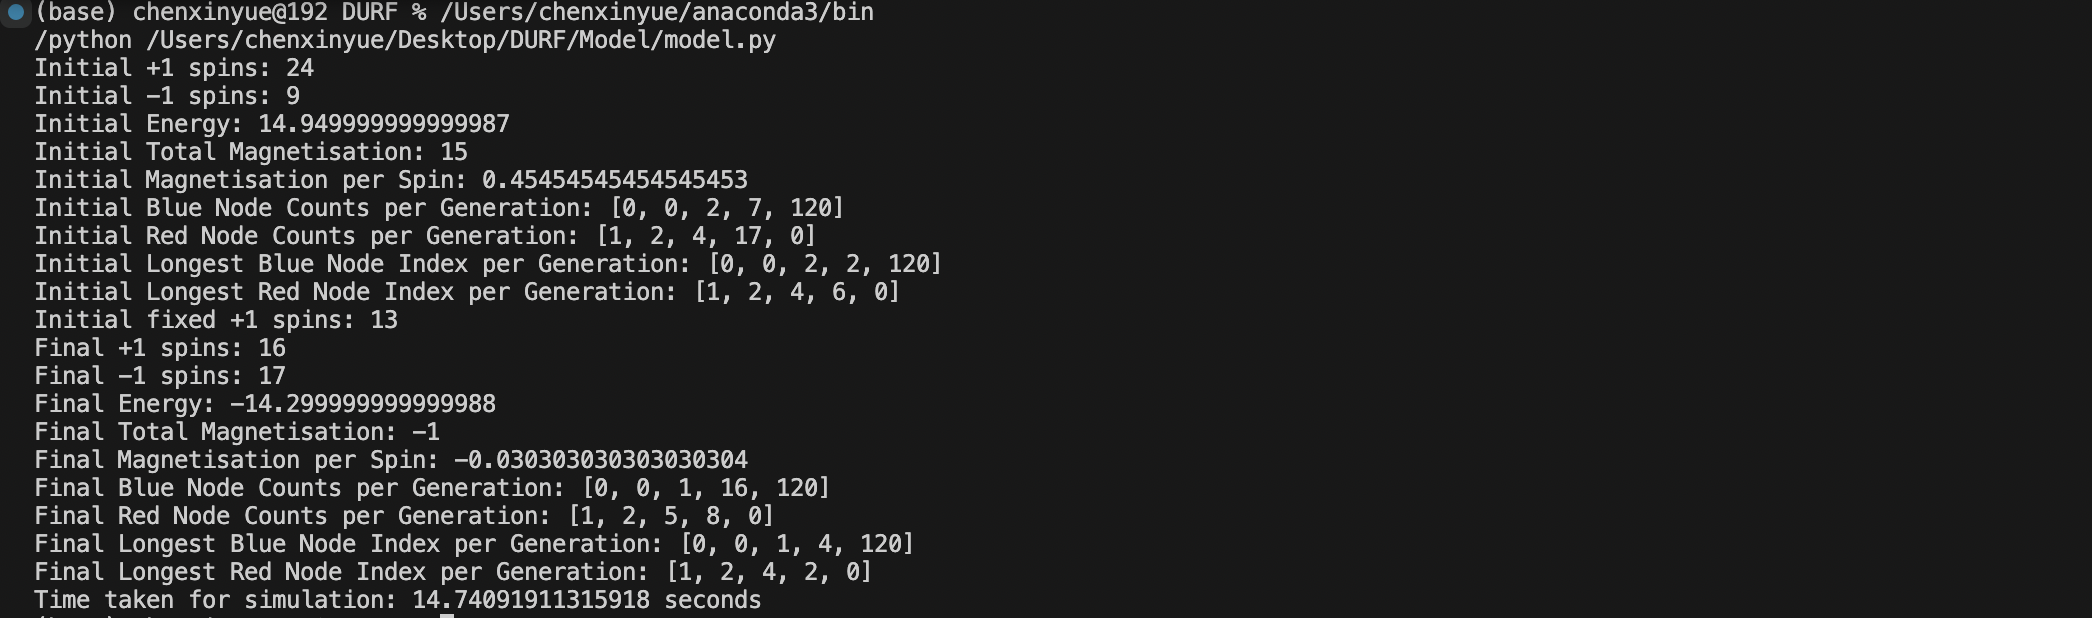 (base) chenxinyue@192 DURF % /Users/chenxinyue/anaconda3/bin
/python /Users/chenxinyue/Desktop/DURF/Model/model.py
Initial +1 spins: 24
Initial -1 spins: 9
Initial Energy: 14.949999999999987
Initial Total Magnetisation: 15
Initial Magnetisation per Spin: 0.45454545454545453
Initial Blue Node Counts per Generation: [0, 0, 2, 7, 120]
Initial Red Node Counts per Generation: [1, 2, 4, 17, 0]
Initial Longest Blue Node Index per Generation: [0, 0, 2, 2, 120]
Initial Longest Red Node Index per Generation: [1, 2, 4, 6, 0]
Initial fixed +1 spins: 13
Final +1 spins: 16
Final -1 spins: 17
Final Energy: -14.299999999999988
Final Total Magnetisation: -1
Final Magnetisation per Spin: -0.030303030303030304
Final Blue Node Counts per Generation: [0, 0, 1, 16, 120]
Final Red Node Counts per Generation: [1, 2, 5, 8, 0]
Final Longest Blue Node Index per Generation: [0, 0, 1, 4, 120]
Final Longest Red Node Index per Generation: [1, 2, 4, 2, 0]
Time taken for simulation: 14.74091911315918 seconds